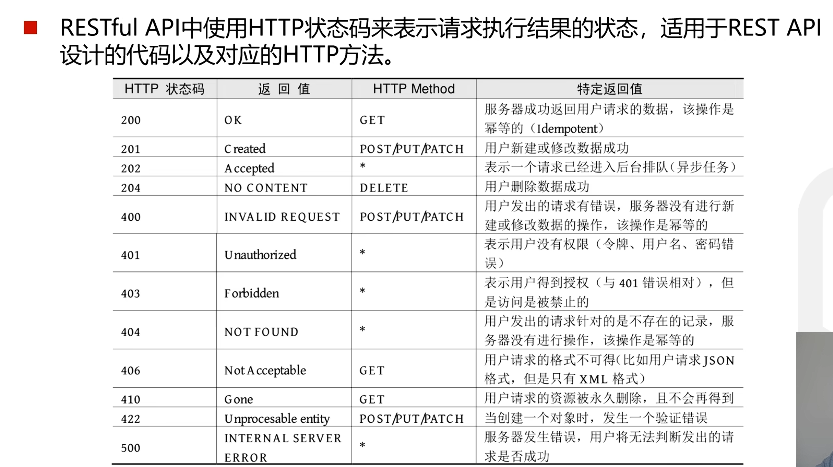 RESTful API中使用HTTP状态码来表示请求执行结果的状态，适用于REST API
设计的代码以及对应的HTTP方法。
HTTP 状态码 返 回 值 HTTP Method 特定返回值
200 OK GET 服务器成功返回用户请求的数据，该操作是
幂等的（Idempotent）
201 Created POST/PUT/PATCH 用户新建或修改数据成功
202 Accepted * 表示一个请求已经进入后台排队（异步任务）
204 NO CONTENT DELETE 用户删除数据成功
400 INVALID REQUEST POST/PUT/PATCH 用户发出的请求有错误，服务器没有进行新
建或修改数据的操作，该操作是幂等的
401 Unauthorized * 表示用户没有权限（令牌、用户名、密码错
误）
403 Forbidden * 表示用户得到授权（与 401 错误相对），但
是访问是被禁止的
404 NOT FOUND * 用户发出的请求针对的是不存在的记录，服
务器没有进行操作，该操作是幂等的
406 Not Acceptable GET 用户请求的格式不可得（比如用户请求 JSON
格式，但是只有 XML 格式）
410 Gone GET 用户请求的资源被永久删除，且不会再得到
422 Unprocesable entity POST/PUT/PATCH 当创建一个对象时，发生一个验证错误
500 INTERNAL SERVER
ERROR * 服务器发生错误，用户将无法判断发出的请
求是否成功